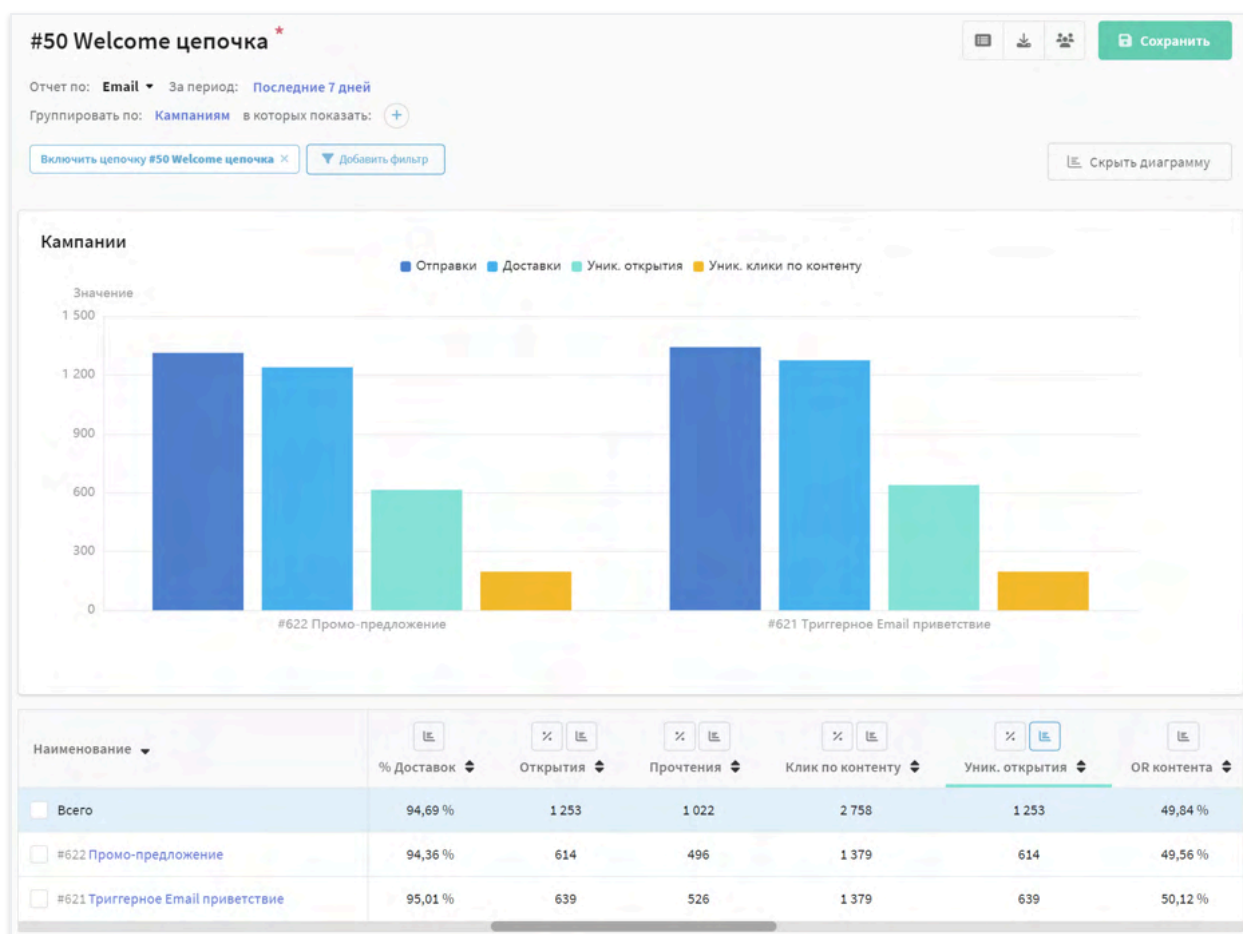 #50 Welcome цепочка *
Сохранить
Отчет по: Email За период: Последние 7 дней
Группировать по: Кампаниям в которых показать: +
Включить цепочку #50 Welcome цепочка × Добавить фильтр
Скрыть диаграмму
Кампании
Отправки Доставки Уник. открытия Уник. клики по контенту
Значение
1 500
1 200
900
600
300
0
#622 Промо-предложение #621 Триггерное Email приветствие
Наименование % Доставок Открытия Прочтения Клик по контенту Уник. открытия OR контента
Всего 94,69 % 1 253 1 022 2 758 1 253 49,84 %
#622 Промо-предложение 94,36 % 614 496 1 379 614 49,56 %
#621 Триггерное Email приветствие 95,01 % 639 526 1 379 639 50,12 %